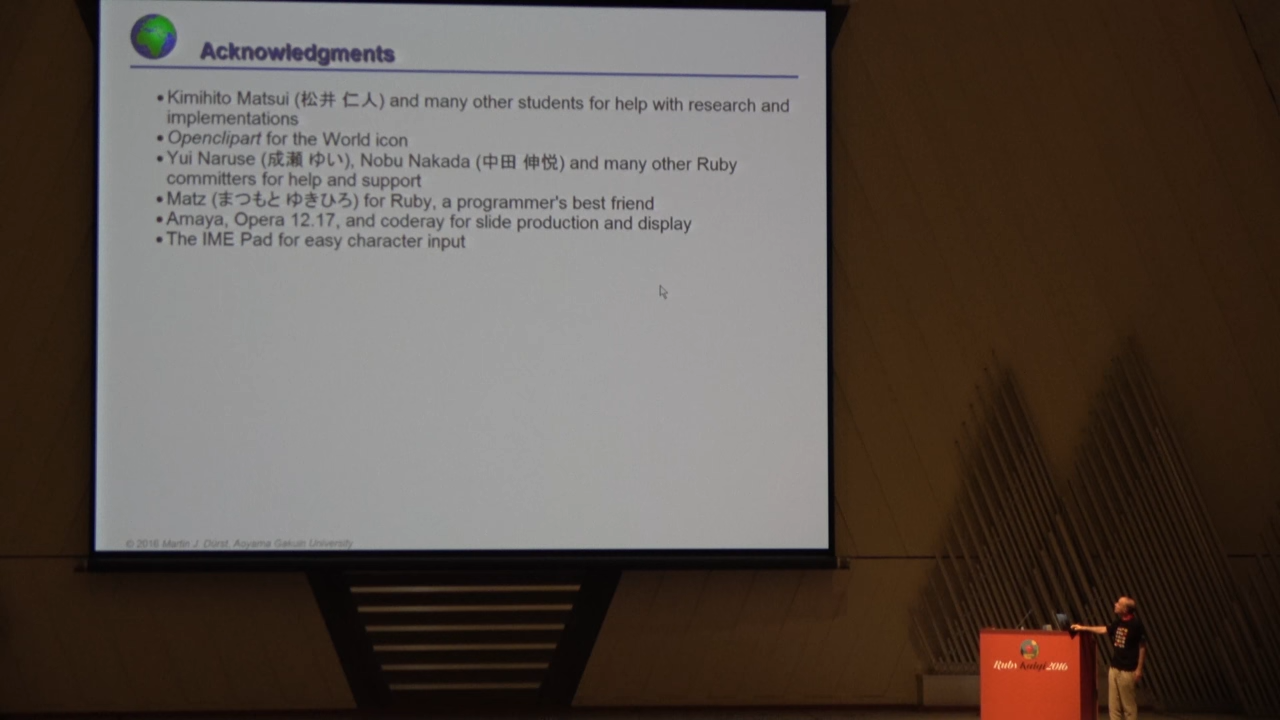 Acknowledgments
• Kimihito Matsui (松井 仁人) and many other students for help with research and
implementations
• Openclipart for the World icon
• Yui Naruse (成瀬 ゆい), Nobu Nakada (中田 伸悦) and many other Ruby
committers for help and support
• Matz (まつもと ゆきひろ) for Ruby, a programmer's best friend
• Amaya, Opera 12.17, and coderay for slide production and display
• The IME Pad for easy character input
© 2016 Martin J. Dürst, Aoyama Gakuin University
RubyKaigi 2016